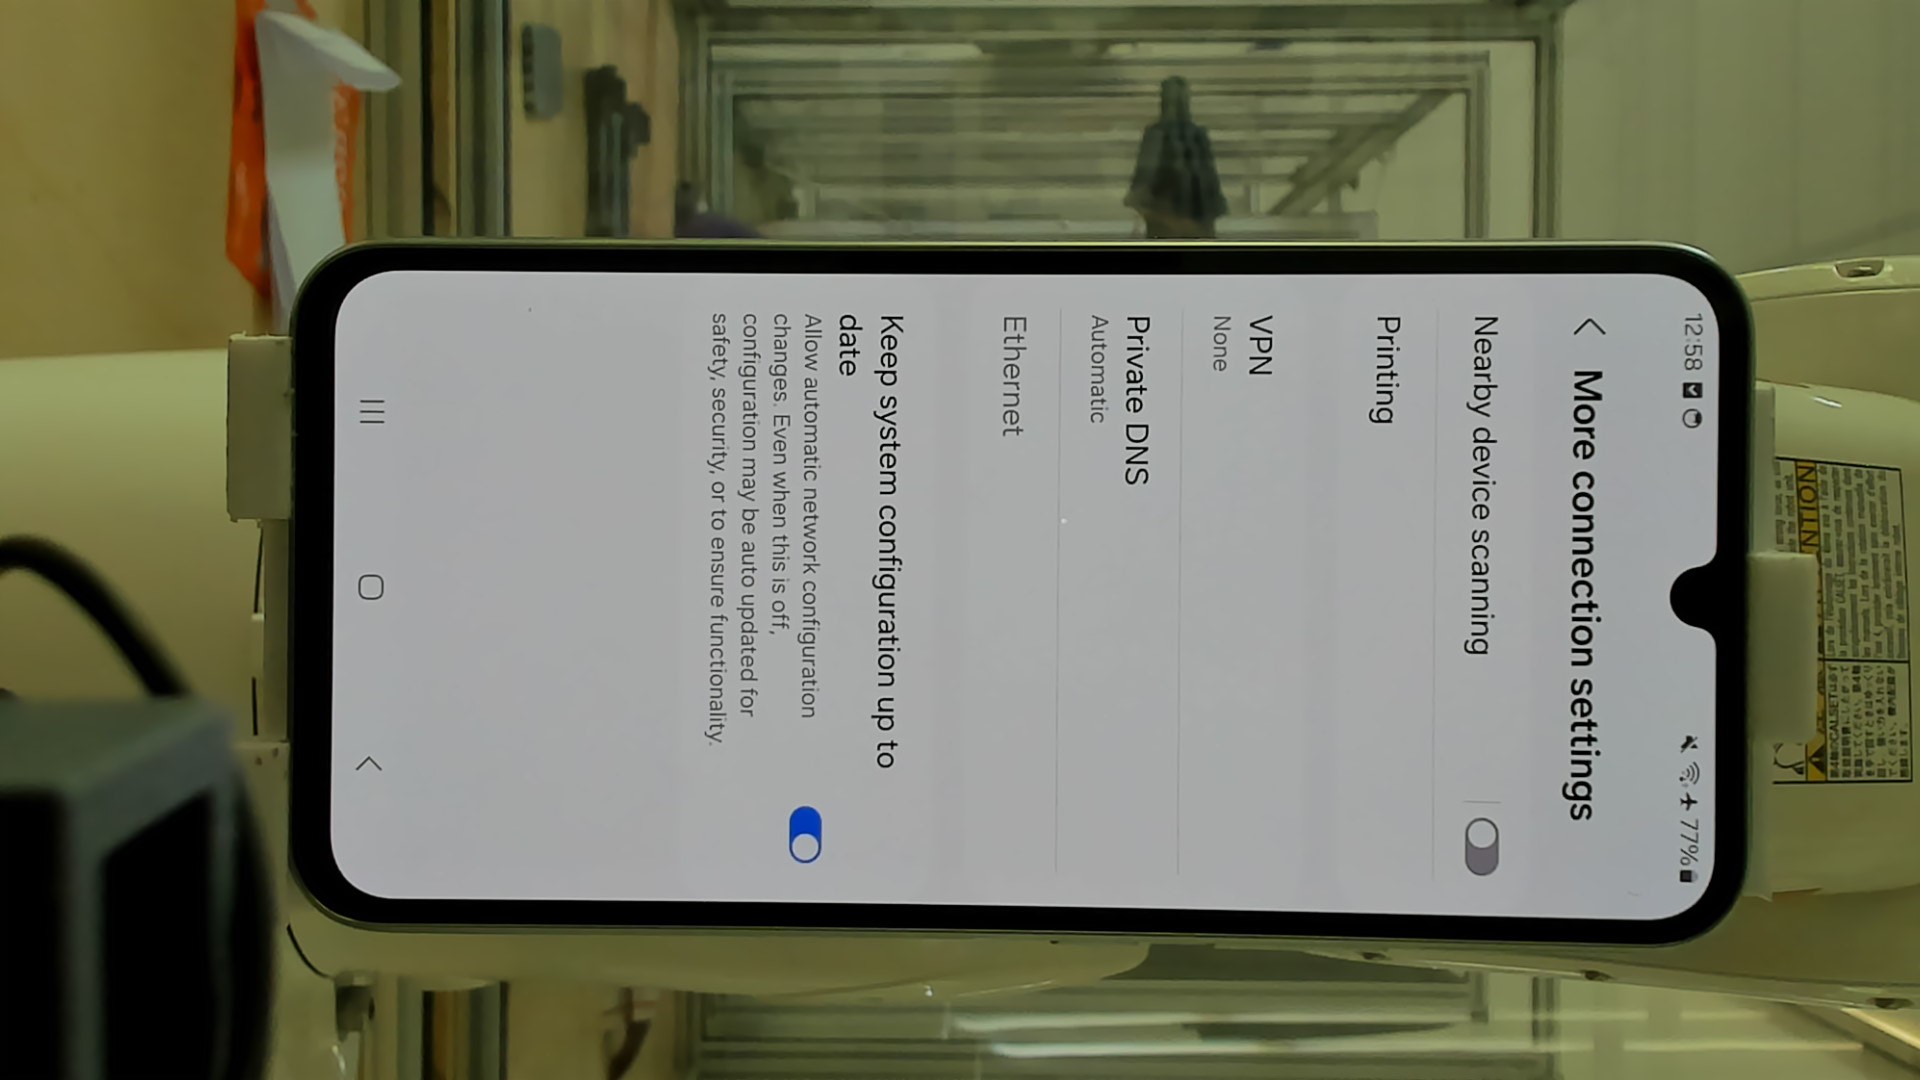 12:58
77%
More connection settings
Nearby device scanning
Printing
VPN
None
Private DNS
Automatic
Ethernet
Keep system configuration up to
date
Allow automatic network configuration
changes. Even when this is off,
configuration may be auto updated for
safety, security, or to ensure functionality.